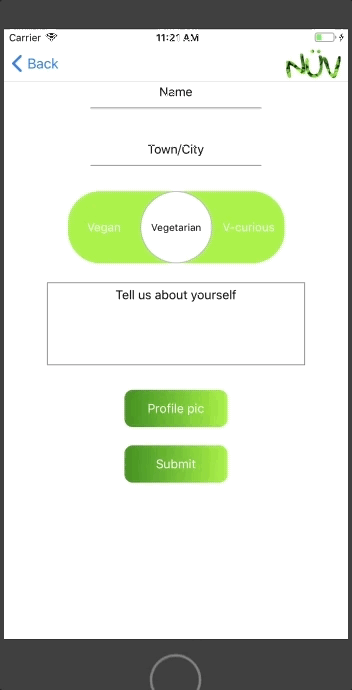 Carrier 11:21 AM
Back NÜV
Name
Town/City
Vegan Vegetarian V-curious
Tell us about yourself
Profile pic
Submit